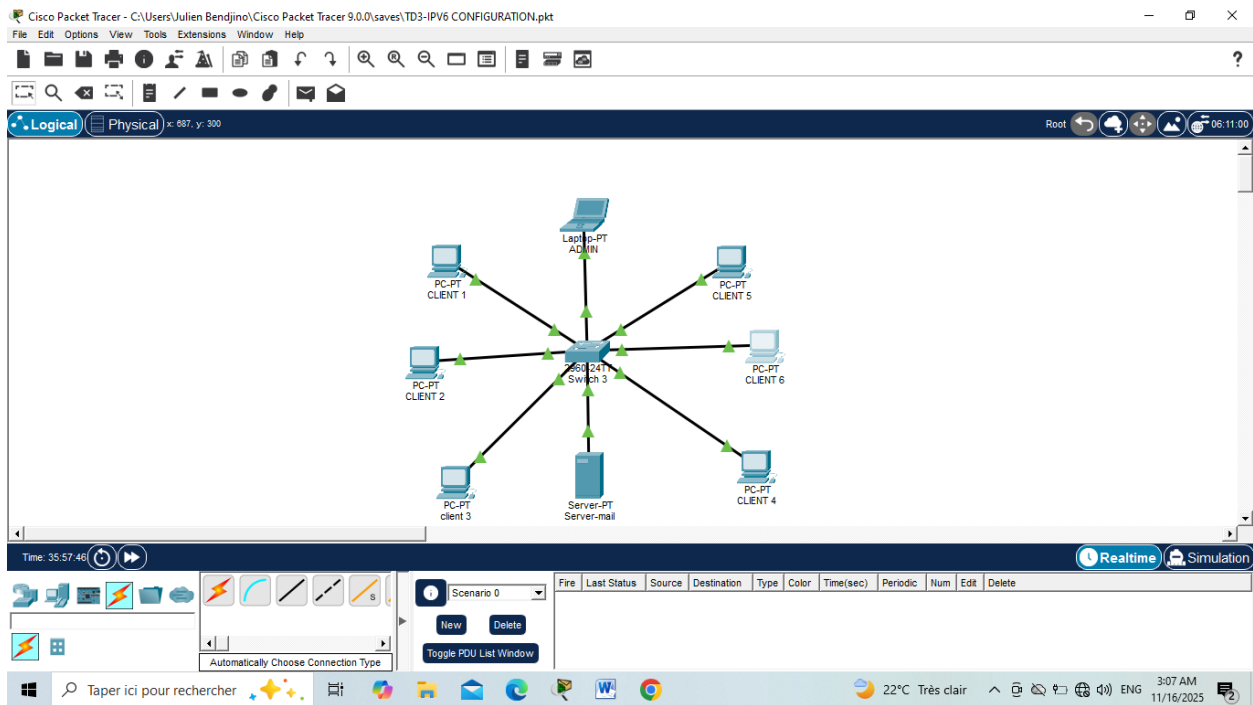 Cisco Packet Tracer - C:\Users\Julien Bendjino\Cisco Packet Tracer 9.0.0\saves\TD3-IPV6 CONFIGURATION.pkt
File Edit Options View Tools Extensions Window Help
?
Logical Physical x: 687, y: 300 Root 06:11:00
Laptop-PT
ADMIN
PC-PT
CLIENT 1
PC-PT
CLIENT 5
2960-24TT
Switch 3
PC-PT
CLIENT 6
PC-PT
CLIENT 2
PC-PT
client 3
Server-PT
Server-mail
PC-PT
CLIENT 4
Time: 35:57:46 Realtime Simulation
Scenario 0
New Delete
Toggle PDU List Window
Fire Last Status Source Destination Type Color Time(sec) Periodic Num Edit Delete
Automatically Choose Connection Type
Taper ici pour rechercher
22°C Très clair ENG 3:07 AM
11/16/2025 2